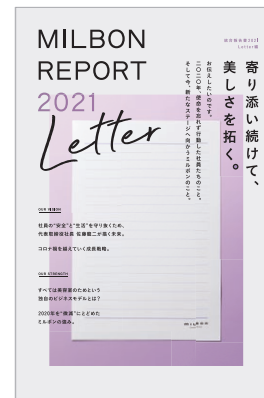 MILBON
REPORT
2021
Letter
統合報告書2021
Letter版
寄り添い続けて、
美しさを拓く。
お伝えしたいのです。
二〇二〇年、使命を忘れず行動した社員たちのこと。
そして今、新たなステージへ向かうミルボンのこと。
OUR MISSION
社員の“安全”と“生活”を守り抜くため、
代表取締役社長 佐藤龍二が描く未来。
コロナ禍を越えていく成長戦略。
OUR STRENGTH
すべては美容室のためという
独自のビジネスモデルとは?
2020年を“微減”にとどめた
ミルボンの強み。
milbon